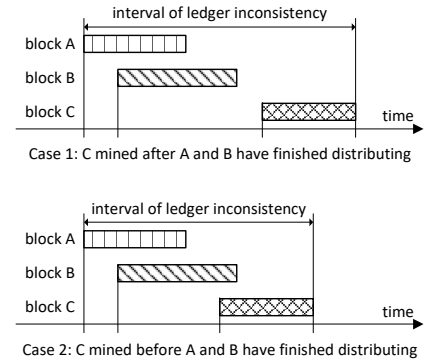 interval of ledger inconsistency
block A
block B
block C
time
Case 1: C mined after A and B have finished distributing
interval of ledger inconsistency
block A
block B
block C
time
Case 2: C mined before A and B have finished distributing